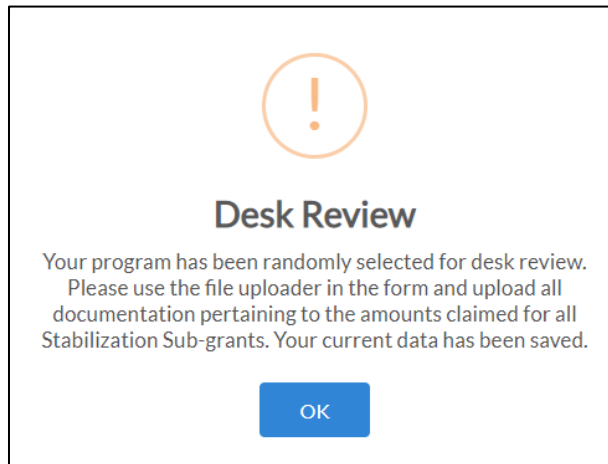 !
Desk Review
Your program has been randomly selected for desk review.
Please use the file uploader in the form and upload all
documentation pertaining to the amounts claimed for all
Stabilization Sub-grants. Your current data has been saved.
OK